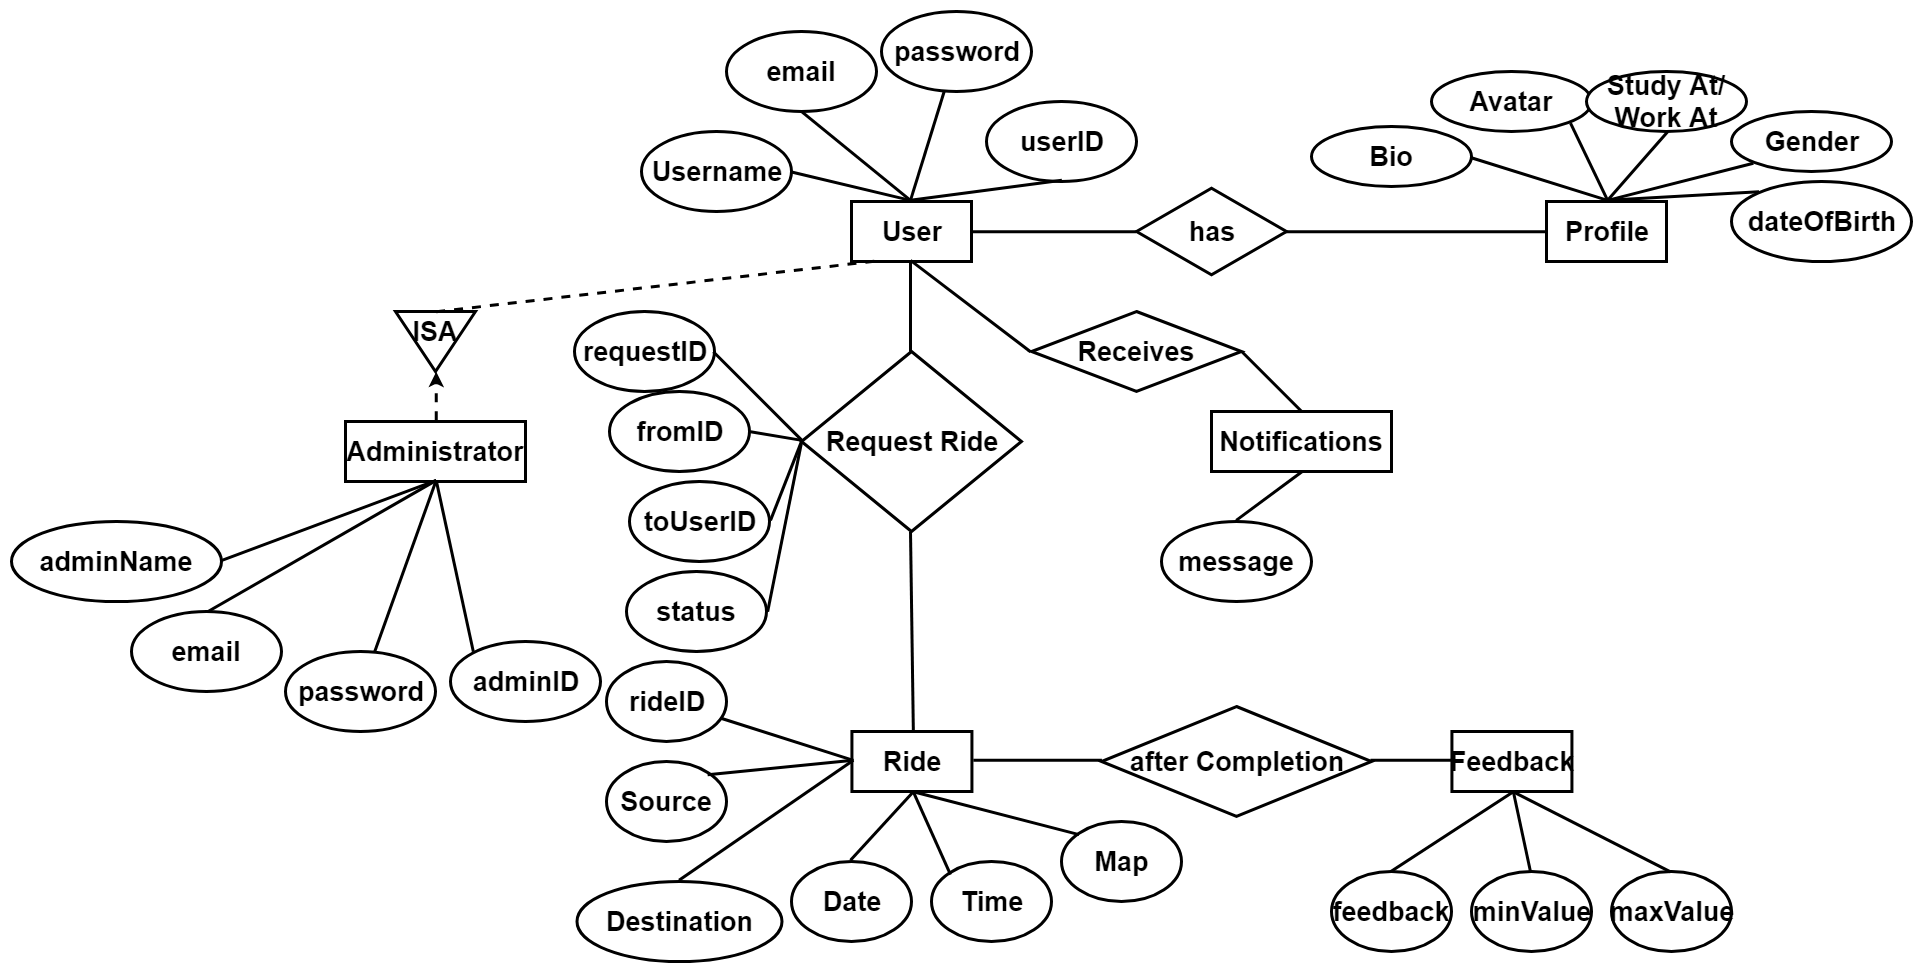 password
email
Study At/
Work At
Avatar
Gender
userID
Bio
Username
dateOfBirth
User
has
Profile
ISA
requestID
Receives
fromID
Request Ride
Notifications
Administrator
toUserID
message
adminName
status
email
password
adminID
rideID
Ride
after Completion
Feedback
Source
Map
Destination
Date
Time
feedback
minValue
maxValue